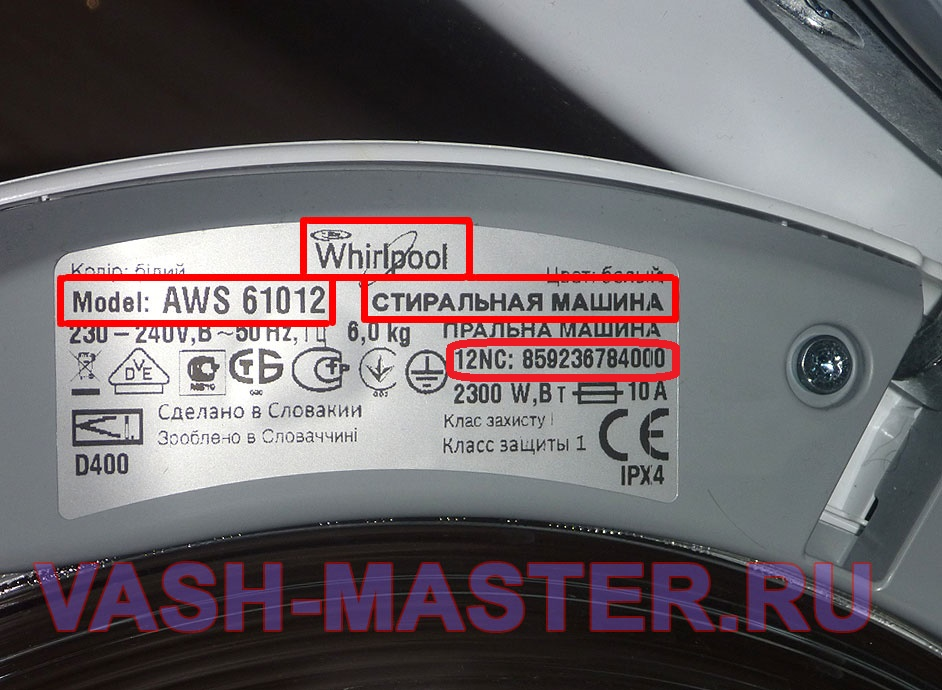 Whirlpool
Колір: білий Цвет: белый
Model: AWS 61012 СТИРАЛЬНАЯ МАШИНА
230 – 240V,В ~50 Hz, Гц 6,0 kg ПРАЛЬНА МАШИНА
12NC: 859236784000
DVE
2300 W,Вт 10 A
Сделано в Словакии
Зроблено в Словаччині
Клас захисту I
Класс защиты 1
CE
D400
IPX4
VASH-MASTER.RU